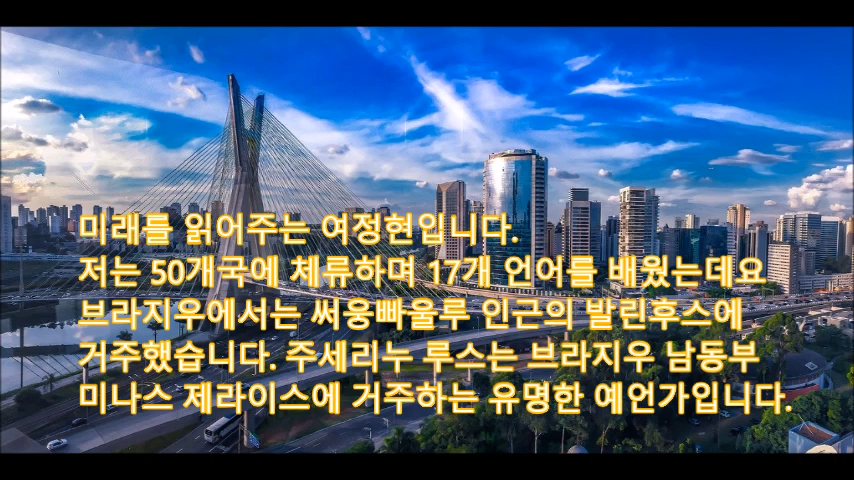 미래를 읽어주는 여정현입니다.
저는 50개국에 체류하며 17개 언어를 배웠는데요
브라지우에서는 써웅빠울루 인근의 발린후스에
거주했습니다. 주세리누 루스는 브라지우 남동부
미나스 제라이스에 거주하는 유명한 예언가입니다.